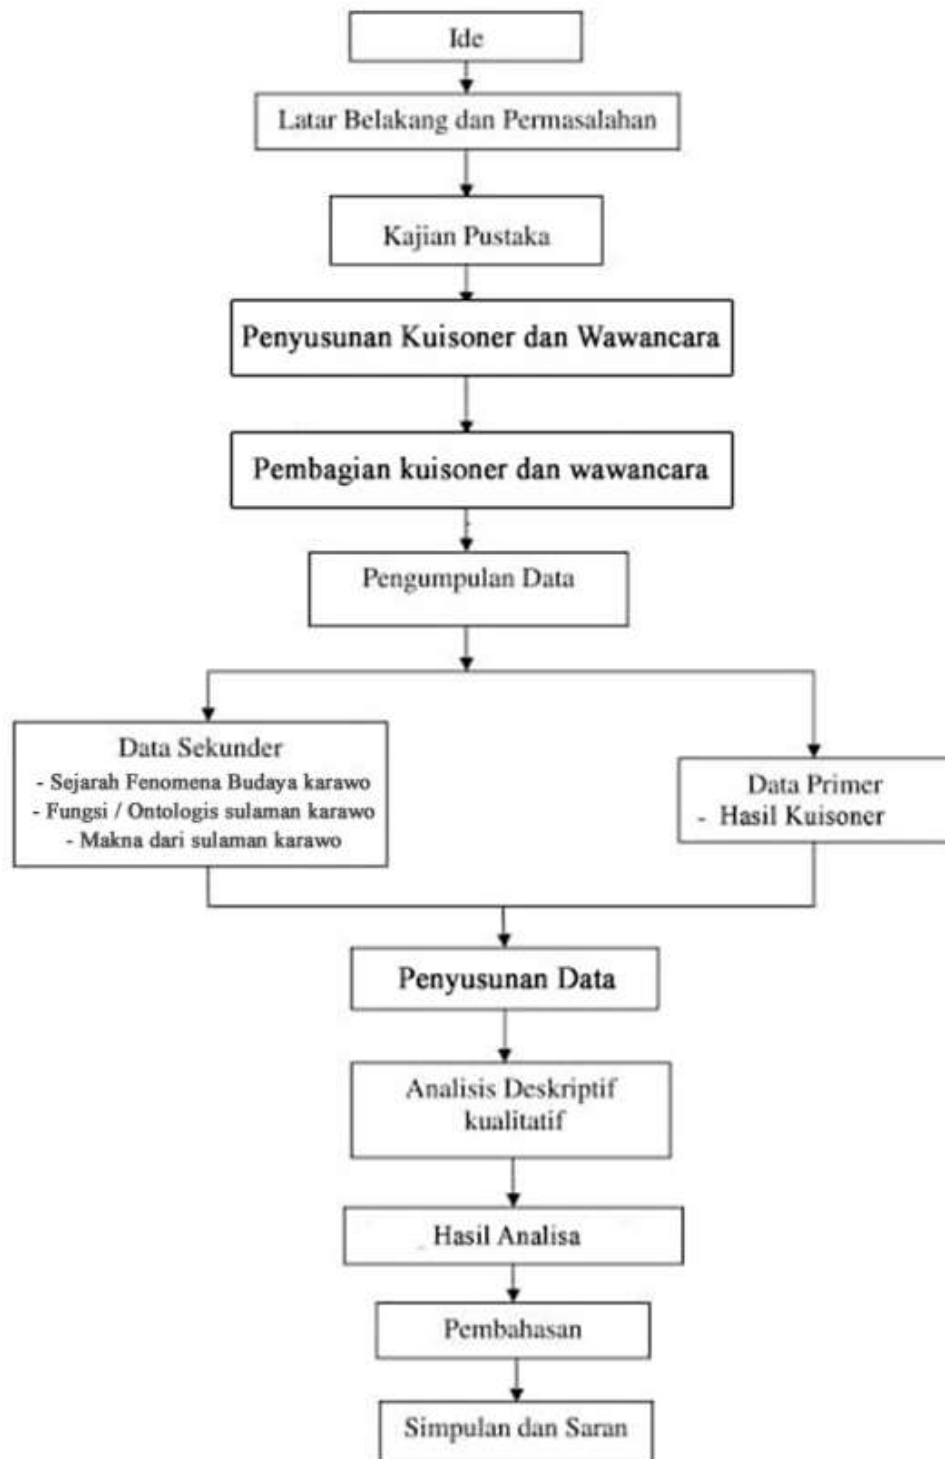 Ide
Latar Belakang dan Permasalahan
Kajian Pustaka
Penyusunan Kuisoner dan Wawancara
Pembagian kuisoner dan wawancara
Pengumpulan Data
Data Sekunder
- Sejarah Fenomena Budaya karawo
- Fungsi / Ontologis sulaman karawo
- Makna dari sulaman karawo
Data Primer
- Hasil Kuisoner
Penyusunan Data
Analisis Deskriptif
kualitatif
Hasil Analisa
Pembahasan
Simpulan dan Saran